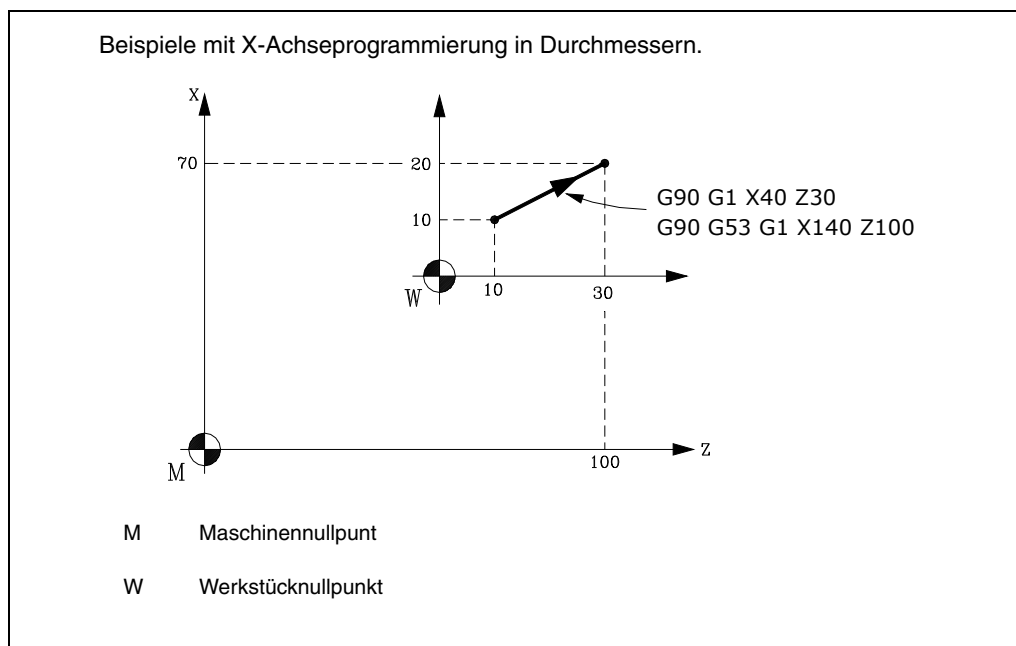 Beispiele mit X-Achseprogrammierung in Durchmessern.
X
70
20
10
G90 G1 X40 Z30
G90 G53 G1 X140 Z100
W
10
30
M
100
Z
M Maschinennullpunt
W Werkstücknullpunkt